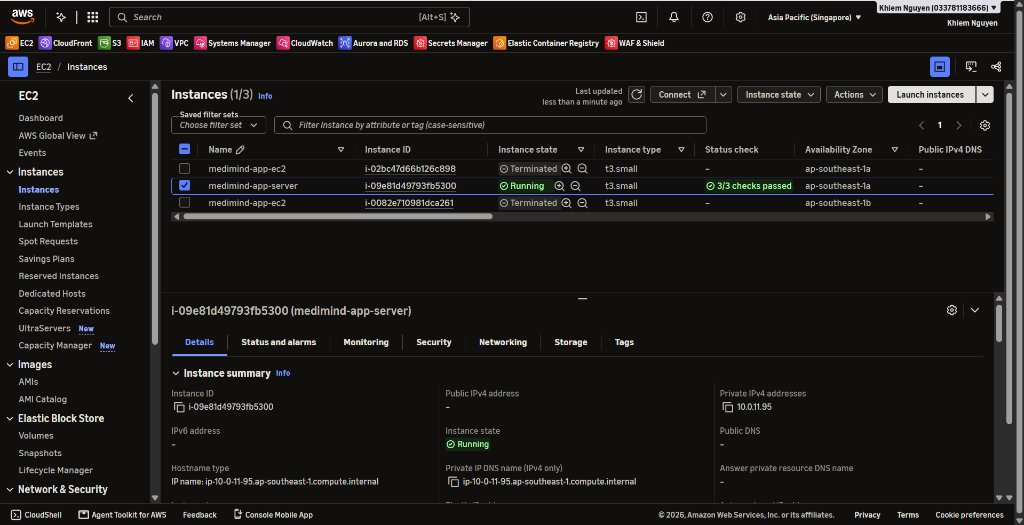 Khiem Nguyen (033781183666) ▼
aws Search [Alt+S] Asia Pacific (Singapore) ▼ Khiem Nguyen
EC2 CloudFront S3 IAM VPC Systems Manager CloudWatch Aurora and RDS Secrets Manager Elastic Container Registry WAF & Shield
EC2 / Instances
EC2
Dashboard
AWS Global View
Events
Instances
Instances
Instance Types
Launch Templates
Spot Requests
Savings Plans
Reserved Instances
Dedicated Hosts
Capacity Reservations
UltraServers New
Capacity Manager New
Images
AMIs
AMI Catalog
Elastic Block Store
Volumes
Snapshots
Lifecycle Manager
Network & Security
Instances (1/3) Info
Last updated
less than a minute ago
Connect
Instance state
Actions
Launch instances
Saved filter sets
Choose filter set
Filter Instance by attribute or tag (case-sensitive)
1
Name Instance ID Instance state Instance type Status check Availability Zone Public IPv4 DNS
medimind-app-ec2 i-02bc47d66b126c898 Terminated t3.small – ap-southeast-1a –
medimind-app-server i-09e81d49793fb5300 Running t3.small 3/3 checks passed ap-southeast-1a –
medimind-app-ec2 i-0082e710981dca261 Terminated t3.small – ap-southeast-1b –
i-09e81d49793fb5300 (medimind-app-server)
Details Status and alarms Monitoring Security Networking Storage Tags
Instance summary Info
Instance ID
i-09e81d49793fb5300
Public IPv4 address
–
Private IPv4 addresses
10.0.11.95
IPv6 address
–
Instance state
Running
Public DNS
–
Hostname type
IP name: ip-10-0-11-95.ap-southeast-1.compute.internal
Private IP DNS name (IPv4 only)
ip-10-0-11-95.ap-southeast-1.compute.internal
Answer private resource DNS name
–
CloudShell Agent Toolkit for AWS Feedback Console Mobile App © 2026, Amazon Web Services, Inc. or its affiliates. Privacy Terms Cookie preferences